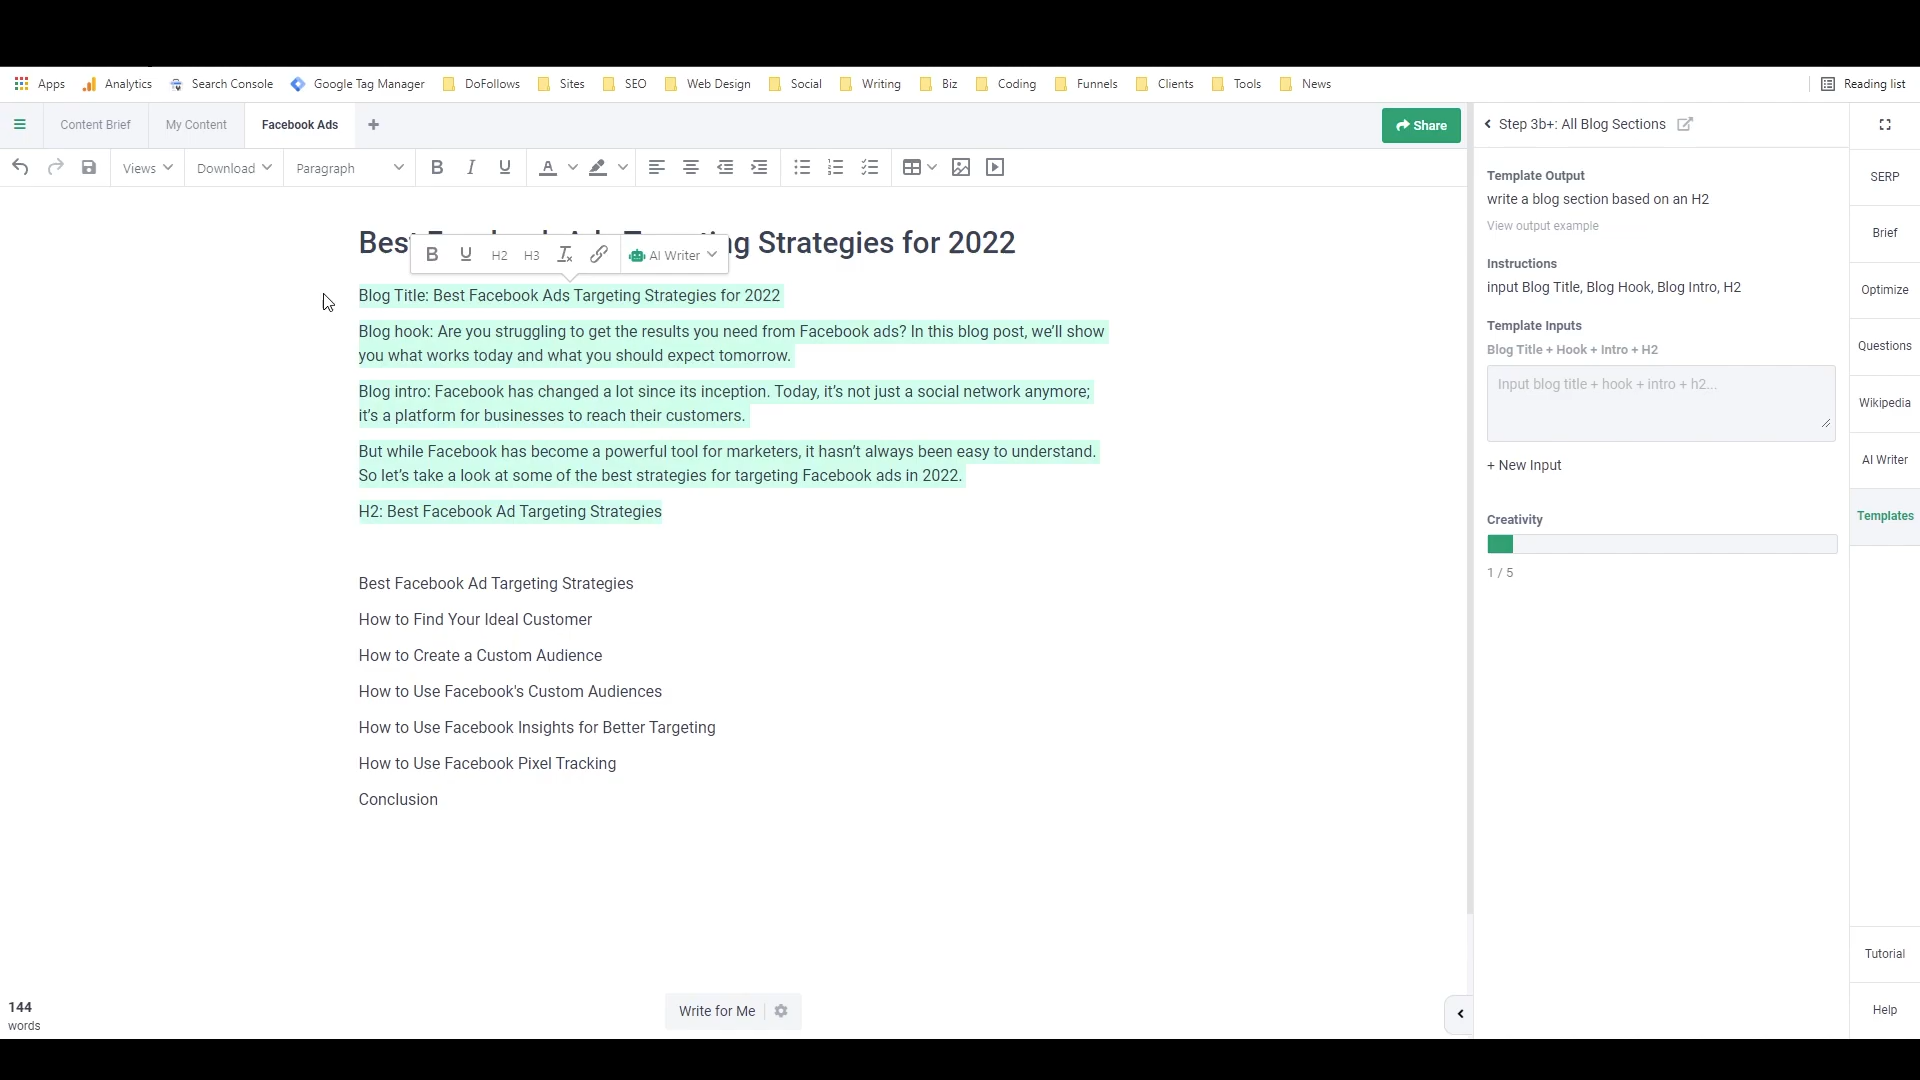 Apps Analytics Search Console Google Tag Manager DoFollows Sites SEO Web Design Social Writing Biz Coding Funnels Clients Tools News Reading list
Content Brief My Content Facebook Ads + Share
Views Download Paragraph B I U A
Best Facebook Ads Targeting Strategies for 2022
B U H2 H3 AI Writer
Blog Title: Best Facebook Ads Targeting Strategies for 2022
Blog hook: Are you struggling to get the results you need from Facebook ads? In this blog post, we’ll show
you what works today and what you should expect tomorrow.
Blog intro: Facebook has changed a lot since its inception. Today, it’s not just a social network anymore;
it’s a platform for businesses to reach their customers.
But while Facebook has become a powerful tool for marketers, it hasn’t always been easy to understand.
So let’s take a look at some of the best strategies for targeting Facebook ads in 2022.
H2: Best Facebook Ad Targeting Strategies
Best Facebook Ad Targeting Strategies
How to Find Your Ideal Customer
How to Create a Custom Audience
How to Use Facebook's Custom Audiences
How to Use Facebook Insights for Better Targeting
How to Use Facebook Pixel Tracking
Conclusion
144
words
Write for Me
Step 3b+: All Blog Sections
Template Output
write a blog section based on an H2
View output example
Instructions
input Blog Title, Blog Hook, Blog Intro, H2
Template Inputs
Blog Title + Hook + Intro + H2
Input blog title + hook + intro + h2...
+ New Input
Creativity
1 / 5
SERP
Brief
Optimize
Questions
Wikipedia
AI Writer
Templates
Tutorial
Help